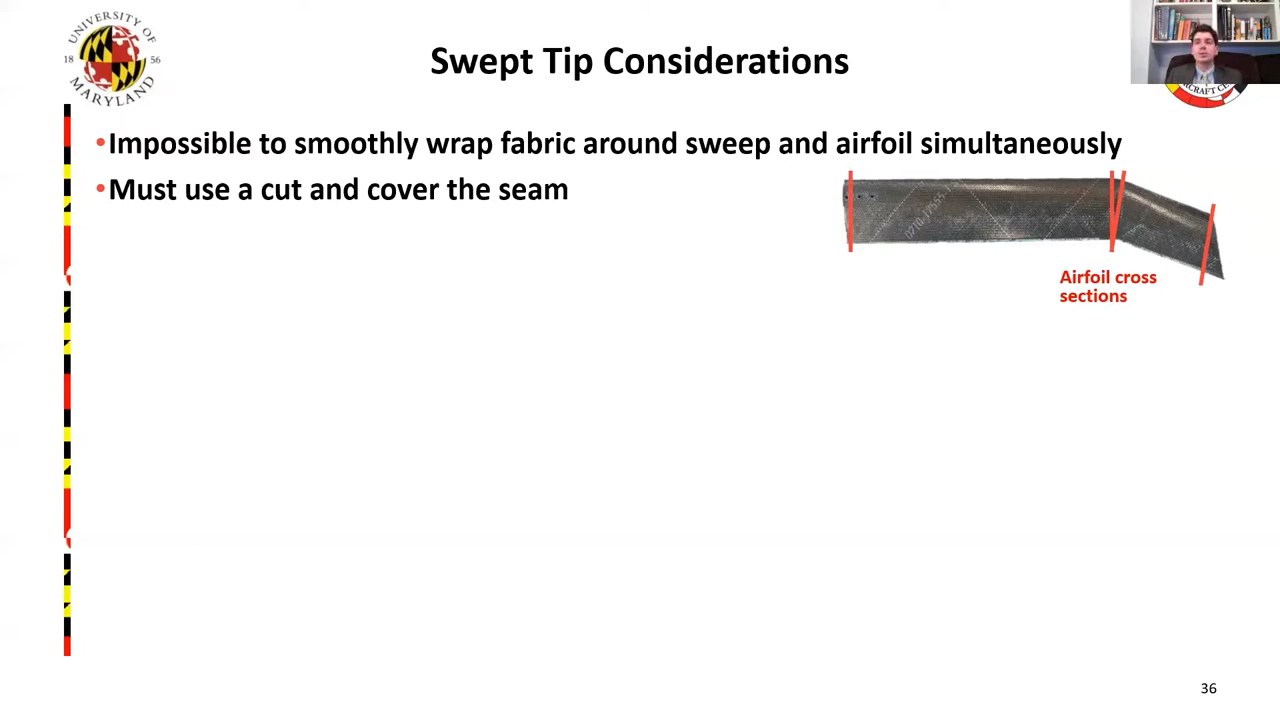 UNIVERSITY OF
18 56
MARYLAND
Swept Tip Considerations
•Impossible to smoothly wrap fabric around sweep and airfoil simultaneously
•Must use a cut and cover the seam
Airfoil cross
sections
36